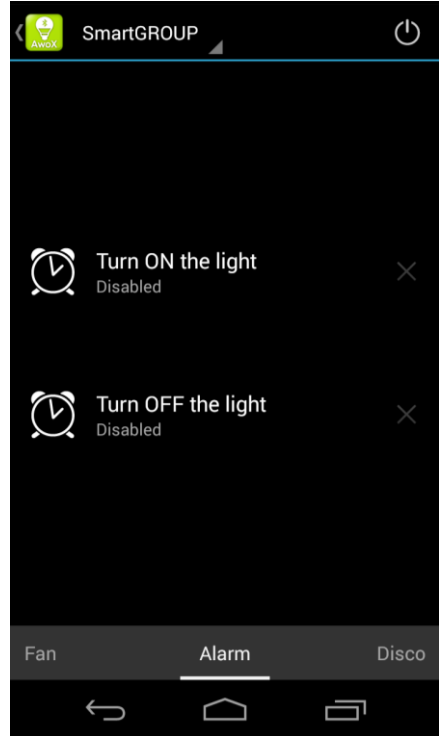 AwoX
SmartGROUP
Turn ON the light
Disabled
Turn OFF the light
Disabled
Fan
Alarm
Disco